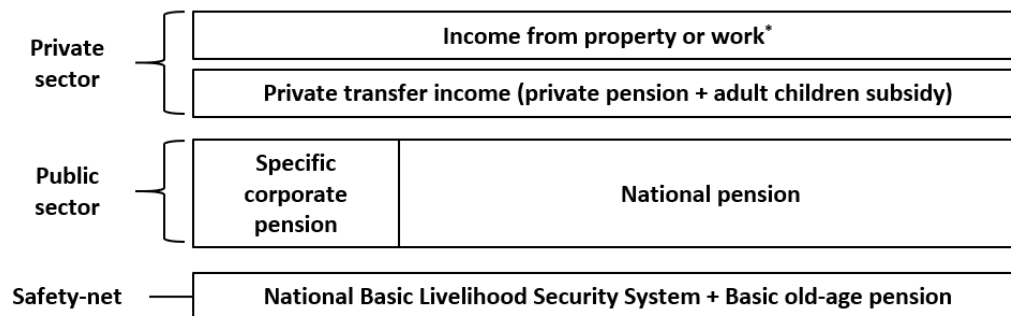 Private
sector
Income from property or work*
Private transfer income (private pension + adult children subsidy)
Public
sector
Specific
corporate
pension
National pension
Safety-net
National Basic Livelihood Security System + Basic old-age pension